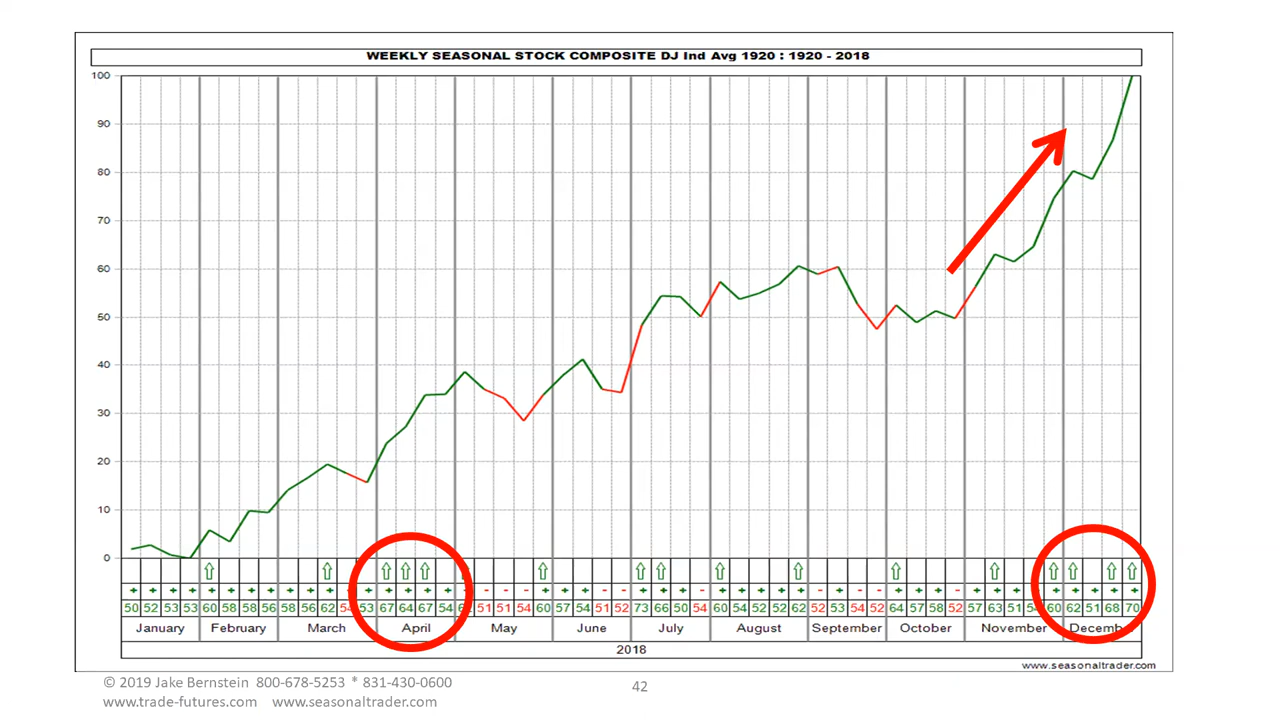 WEEKLY SEASONAL STOCK COMPOSITE DJ Ind Avg 1920 : 1920 - 2018
100
90
80
70
60
50
40
30
20
10
0
50 52 53 53 60 58 58 56 58 56 62 53 67 64 67 54 51 51 54 60 57 54 51 52 73 66 50 54 60 54 52 52 62 52 53 54 52 64 57 58 52 57 63 51 60 62 51 68 70
January February March April May June July August September October November December
2018
www.seasonaltrader.com
© 2019 Jake Bernstein 800-678-5253 * 831-430-0600
www.trade-futures.com www.seasonaltrader.com
42